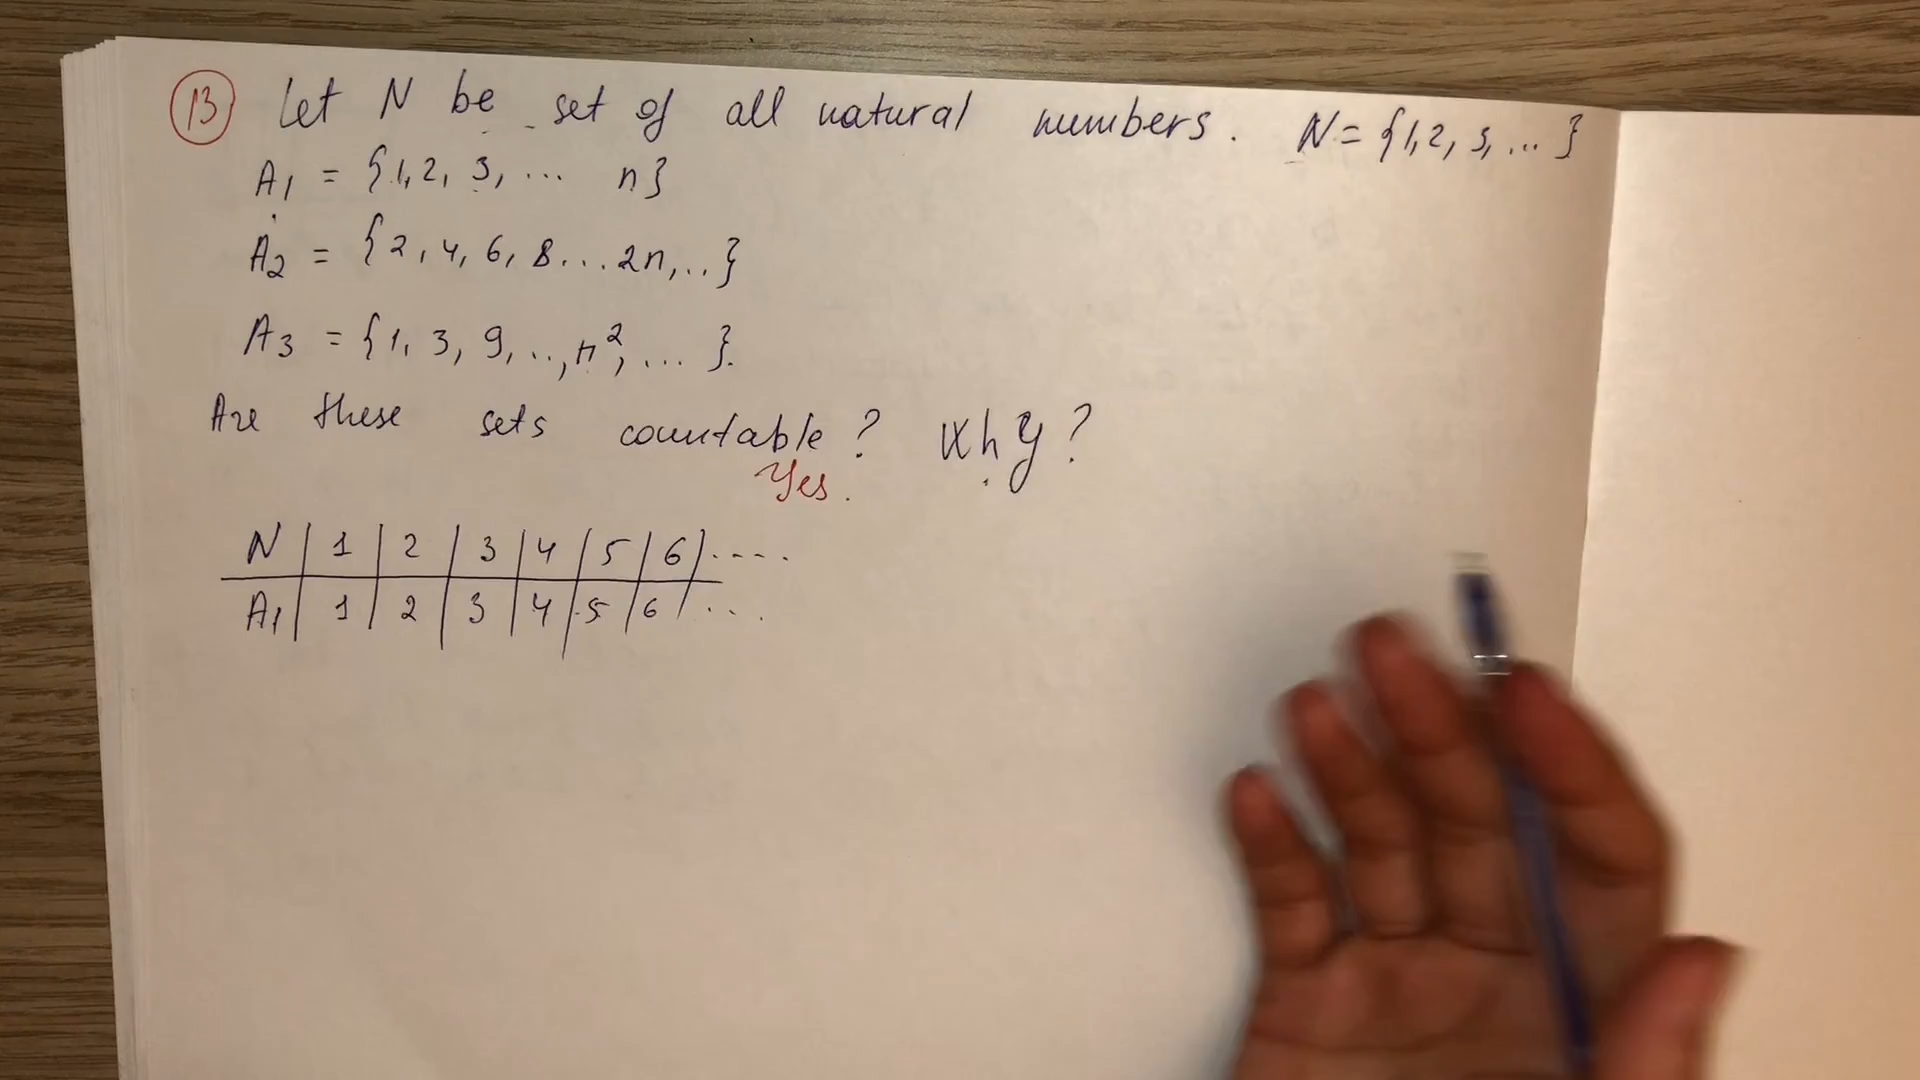 13 Let N be set of all natural numbers. N = {1, 2, 3, ... }
A1 = {1, 2, 3, ... n}
A2 = {2, 4, 6, 8... 2n, ..}
A3 = {1, 3, 9, .., n², ... }.
Are these sets countable? Why?
Yes.
N | 1 | 2 | 3 | 4 | 5 | 6 | ....
A1 | 1 | 2 | 3 | 4 | 5 | 6 | ...